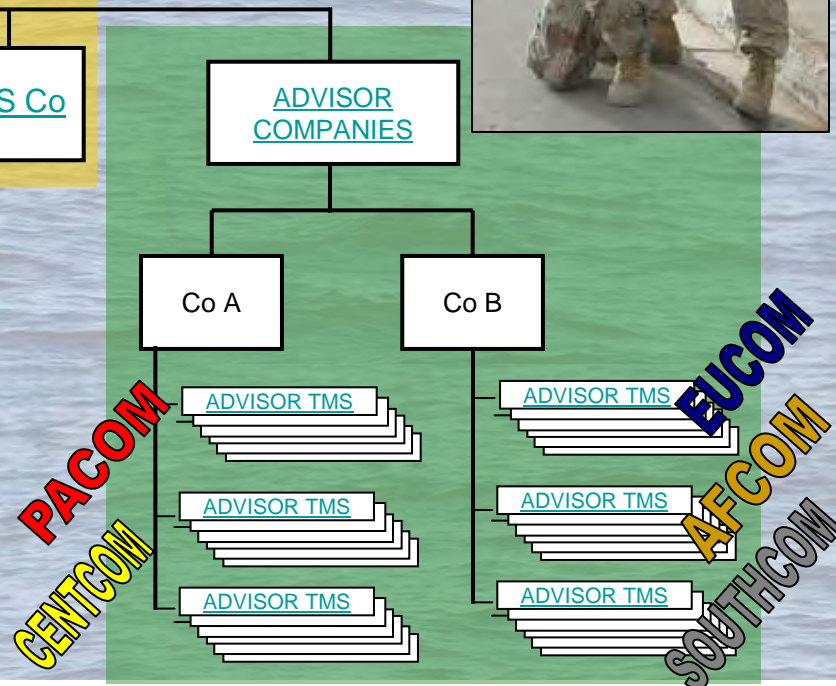 S Co
ADVISOR
COMPANIES
Co A
Co B
PACOM
CENTCOM
ADVISOR TMS
ADVISOR TMS
ADVISOR TMS
ADVISOR TMS
ADVISOR TMS
ADVISOR TMS
EUCOM
AFCOM
SOUTHCOM